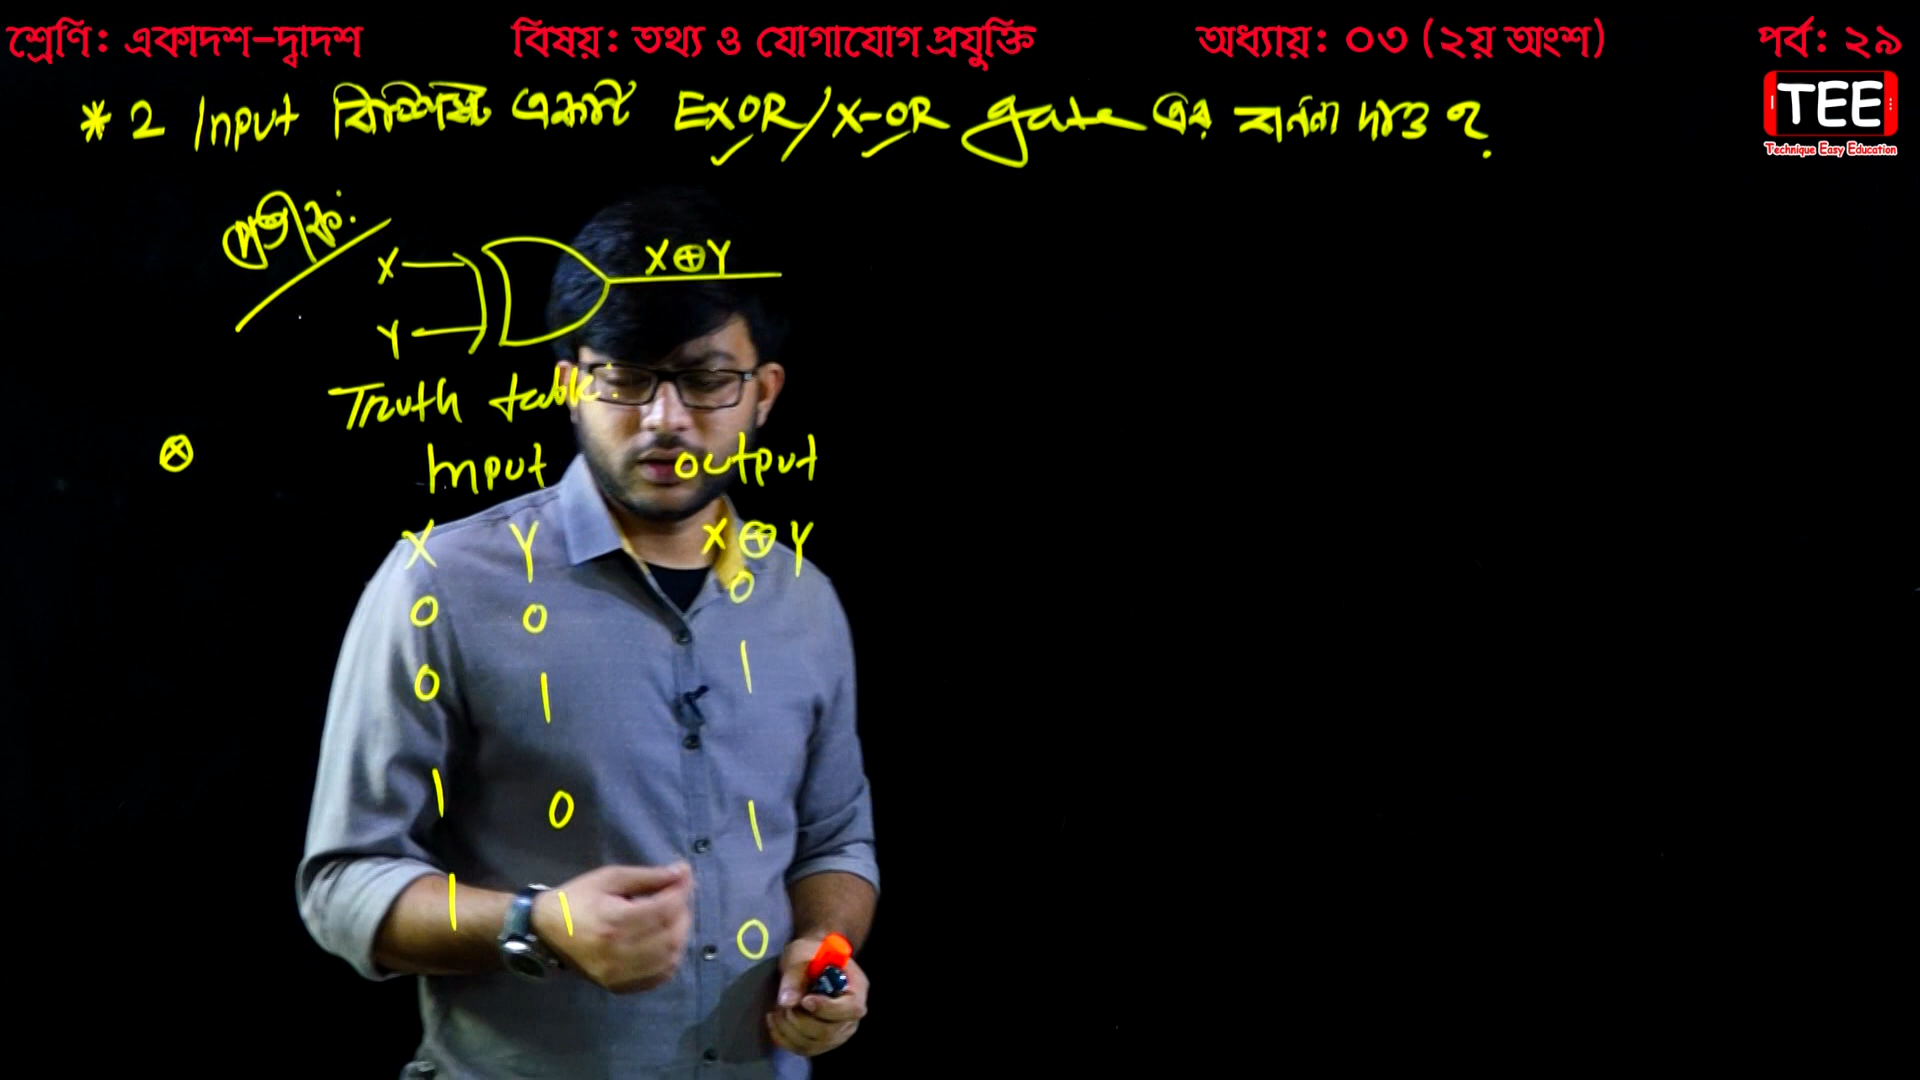 শ্রেণি: একাদশ-দ্বাদশ বিষয়: তথ্য ও যোগাযোগ প্রযুক্তি অধ্যায়: ০৩ (২য় অংশ) পর্ব: ২৯
TEE
Technique Easy Education
* 2 Input বিশিষ্ট একটি EXOR/X-OR gate এর বর্ননা দাও ?
প্রতীক:
X
X⊕Y
Y
Truth table:
⊗
Input output
X Y X⊕Y
0 0 0
0 1 1
1 0 1
1 1 0